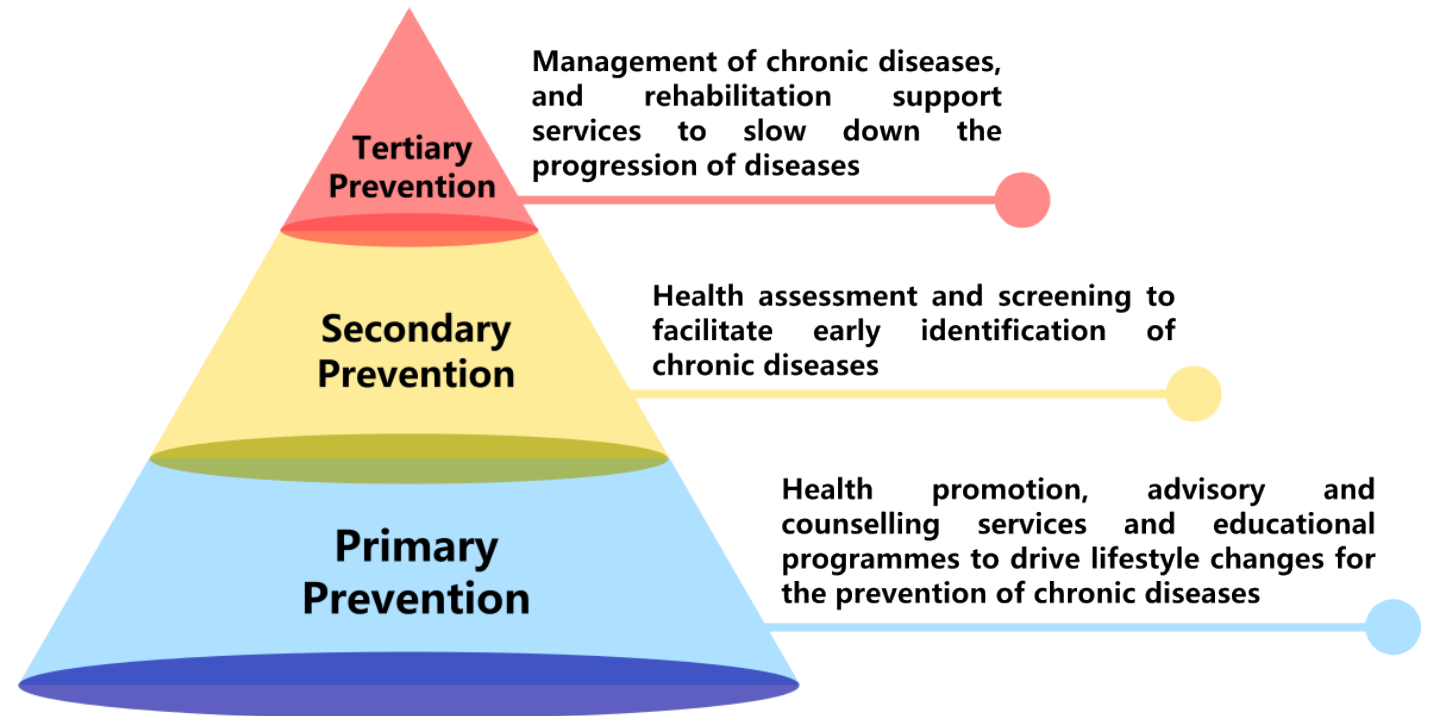 Tertiary
Prevention
Management of chronic diseases,
and rehabilitation support
services to slow down the
progression of diseases
Secondary
Prevention
Health assessment and screening to
facilitate early identification of
chronic diseases
Primary
Prevention
Health promotion, advisory and
counselling services and educational
programmes to drive lifestyle changes for
the prevention of chronic diseases